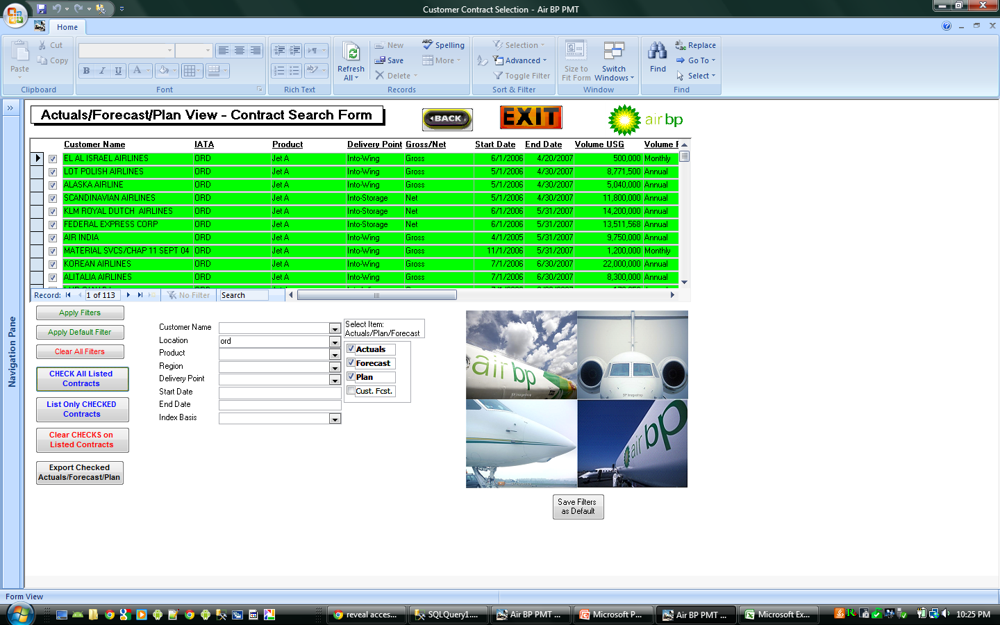 Customer Contract Selection - Air BP PMT
Home
Paste
Cut
Copy
Clipboard
B I U A
Font
Rich Text
Refresh All
New
Save
Delete
Spelling
More
Records
Selection
Advanced
Toggle Filter
Sort & Filter
Size to Fit Form
Switch Windows
Window
Find
Replace
Go To
Select
Find
Actuals/Forecast/Plan View - Contract Search Form
BACK
EXIT
air bp
Customer Name IATA Product Delivery Point Gross/Net Start Date End Date Volume USG Volume
EL AL ISRAEL AIRLINES ORD Jet A Into-Wing Gross 6/1/2006 4/20/2007 500,000 Monthly
LOT POLISH AIRLINES ORD Jet A Into-Wing Gross 5/1/2006 4/30/2007 8,771,500 Annual
ALASKA AIRLINE ORD Jet A Into-Wing Gross 5/1/2006 4/30/2007 5,040,000 Annual
SCANDINAVIAN AIRLINES ORD Jet A Into-Storage Net 5/1/2006 4/30/2007 11,800,000 Annual
KLM ROYAL DUTCH AIRLINES ORD Jet A Into-Storage Net 6/1/2006 5/31/2007 14,200,000 Annual
FEDERAL EXPRESS CORP ORD Jet A Into-Storage Net 6/1/2006 5/31/2007 13,511,568 Annual
AIR INDIA ORD Jet A Into-Wing Gross 4/1/2005 5/31/2007 9,750,000 Annual
MATERIAL SVCS/CHAP 11 SEPT 04 ORD Jet A Into-Wing Gross 11/1/2006 5/31/2007 1,200,000 Monthly
KOREAN AIRLINES ORD Jet A Into-Wing Gross 7/1/2006 6/30/2007 22,000,000 Annual
ALITALIA AIRLINES ORD Jet A Into-Wing Gross 7/1/2006 6/30/2007 8,300,000 Annual
Record: 1 of 113 No Filter Search
Apply Filters
Apply Default Filter
Clear All Filters
CHECK All Listed
Contracts
List Only CHECKED
Contracts
Clear CHECKS on
Listed Contracts
Export Checked
Actuals/Forecast/Plan
Customer Name
Location ord
Product
Region
Delivery Point
Start Date
End Date
Index Basis
Select Item:
Actuals/Plan/Forecast
Actuals
Forecast
Plan
Cust. Fcst.
air bp
BP Imageshop
BP Imageshop
air bp
Save Filters
as Default
Navigation Pane
Form View
reveal acces...
SQLQuery1....
Air BP PMT ...
Microsoft P...
Air BP PMT ...
Microsoft Ex...
10:25 PM